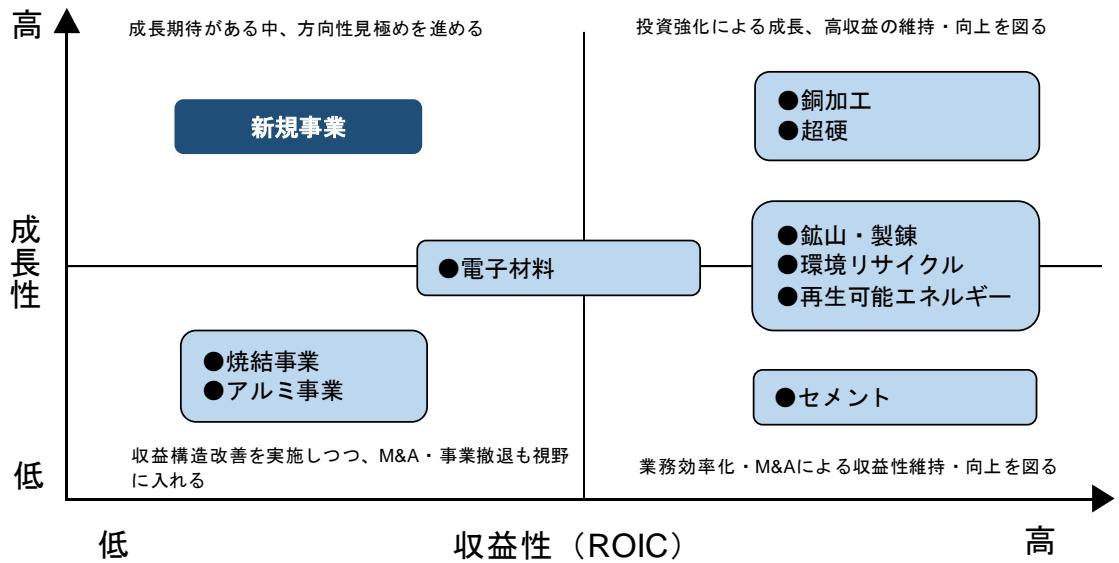 高
成長期待がある中、方向性見極めを進める
投資強化による成長、高収益の維持・向上を図る
新規事業
●銅加工
●超硬
成長性
●電子材料
●鉱山・製錬
●環境リサイクル
●再生可能エネルギー
●焼結事業
●アルミ事業
●セメント
収益構造改善を実施しつつ、M&A・事業撤退も視野
に入れる
業務効率化・M&Aによる収益性維持・向上を図る
低
低
収益性（ROIC）
高